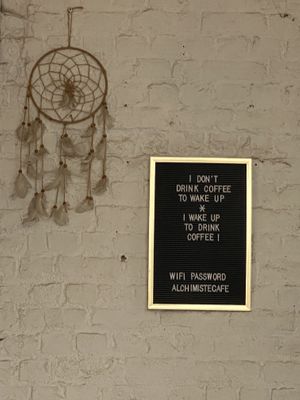 I DON'T
DRINK COFFEE
TO WAKE UP
*
I WAKE UP
TO DRINK
COFFEE !
WIFI PASSWORD
ALCHIMISTECAFE